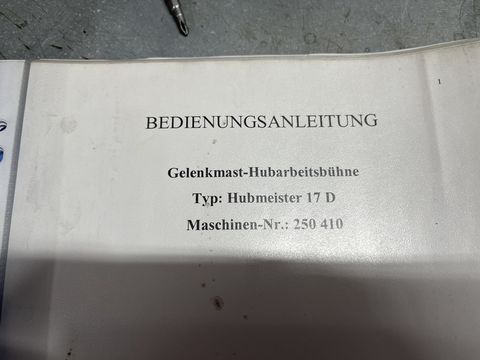 1
BEDIENUNGSANLEITUNG
Gelenkmast-Hubarbeitsbühne
Typ: Hubmeister 17 D
Maschinen-Nr.: 250 410